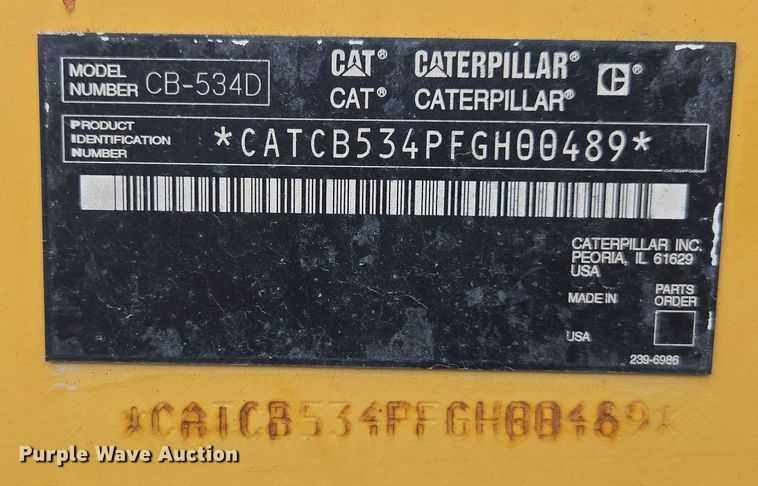 MODEL NUMBER CB-534D
CAT® CATERPILLAR®
CAT® CATERPILLAR®
PRODUCT IDENTIFICATION NUMBER *CATCB534PFGH00489*
CATERPILLAR INC.
PEORIA, IL 61629
USA
MADE IN
USA
PARTS
ORDER
239-6986
*CATCB534PFGH00489*
Purple Wave Auction